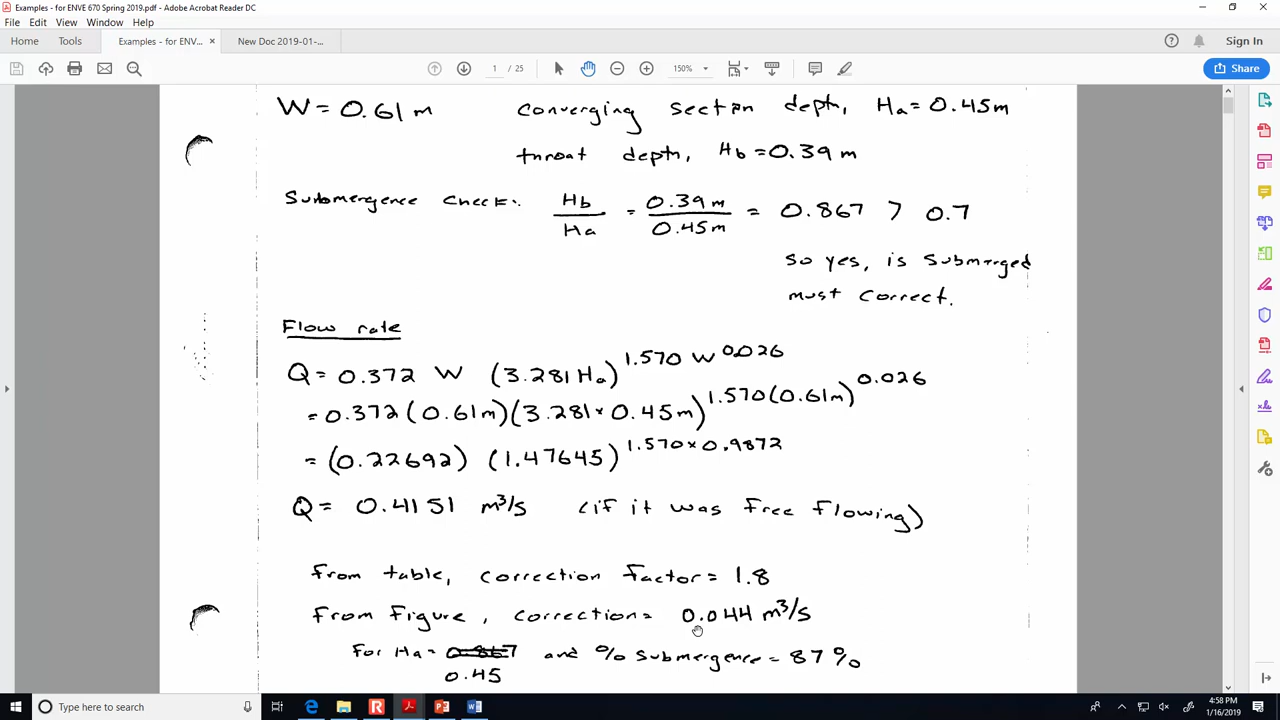 Examples - for ENVE 670 Spring 2019.pdf - Adobe Acrobat Reader DC
File Edit View Window Help
Home Tools Examples - for ENV... × New Doc 2019-01-... Sign In
1 / 25 150% Share
W = 0.61 m converging section depth, Ha = 0.45m
throat depth, Hb = 0.39 m
Submergence check: Hb/Ha = 0.39m/0.45m = 0.867 > 0.7
so yes, is submerged
must correct.
Flow rate
Q = 0.372 W (3.281 Ha)^1.570 W^0.026
= 0.372 (0.61m) (3.281 × 0.45m)^1.570 (0.61m)^0.026
= (0.22692) (1.47645)^1.570 × 0.9872
Q = 0.4151 m³/s (if it was free flowing)
From table, correction factor = 1.8
From figure, correction = 0.044 m³/s
For Ha = 0.45 and % submergence = 87%
Type here to search
4:58 PM
1/16/2019